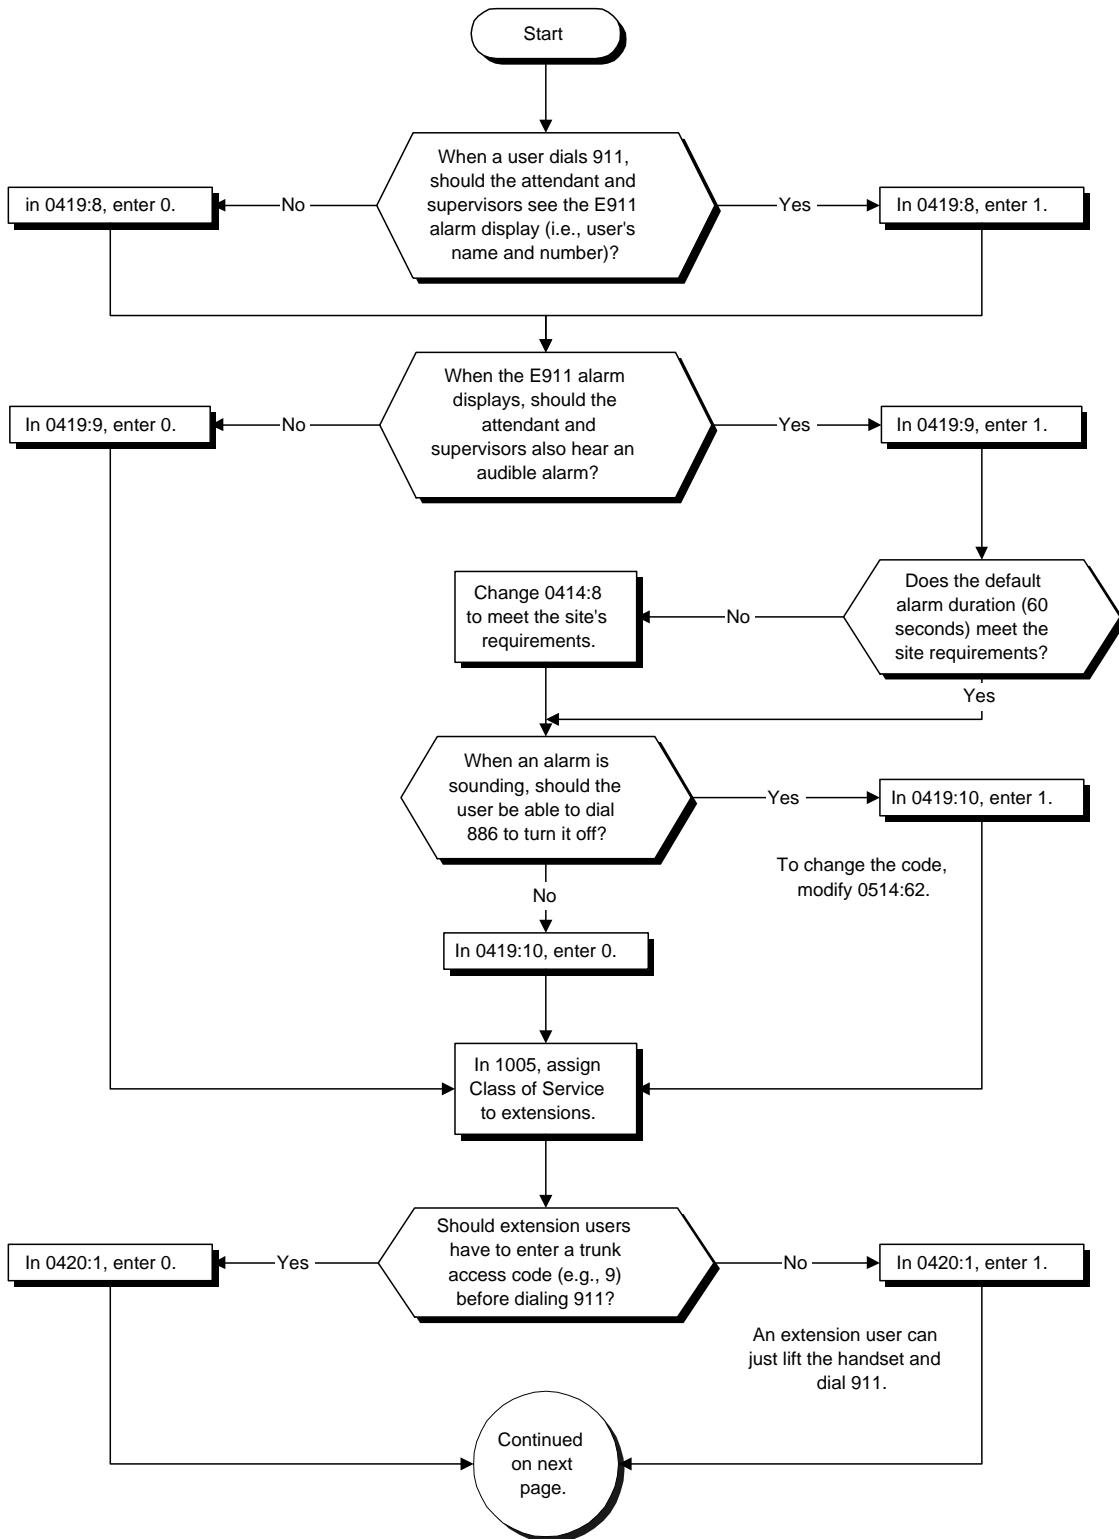 Start
When a user dials 911,
should the attendant and
supervisors see the E911
alarm display (i.e., user's
name and number)?
in 0419:8, enter 0.
No
Yes
In 0419:8, enter 1.
When the E911 alarm
displays, should the
attendant and
supervisors also hear an
audible alarm?
In 0419:9, enter 0.
No
Yes
In 0419:9, enter 1.
Does the default
alarm duration (60
seconds) meet the
site requirements?
No
Change 0414:8
to meet the site's
requirements.
Yes
When an alarm is
sounding, should the
user be able to dial
886 to turn it off?
Yes
In 0419:10, enter 1.
To change the code,
modify 0514:62.
No
In 0419:10, enter 0.
In 1005, assign
Class of Service
to extensions.
Should extension users
have to enter a trunk
access code (e.g., 9)
before dialing 911?
In 0420:1, enter 0.
Yes
No
In 0420:1, enter 1.
An extension user can
just lift the handset and
dial 911.
Continued
on next
page.